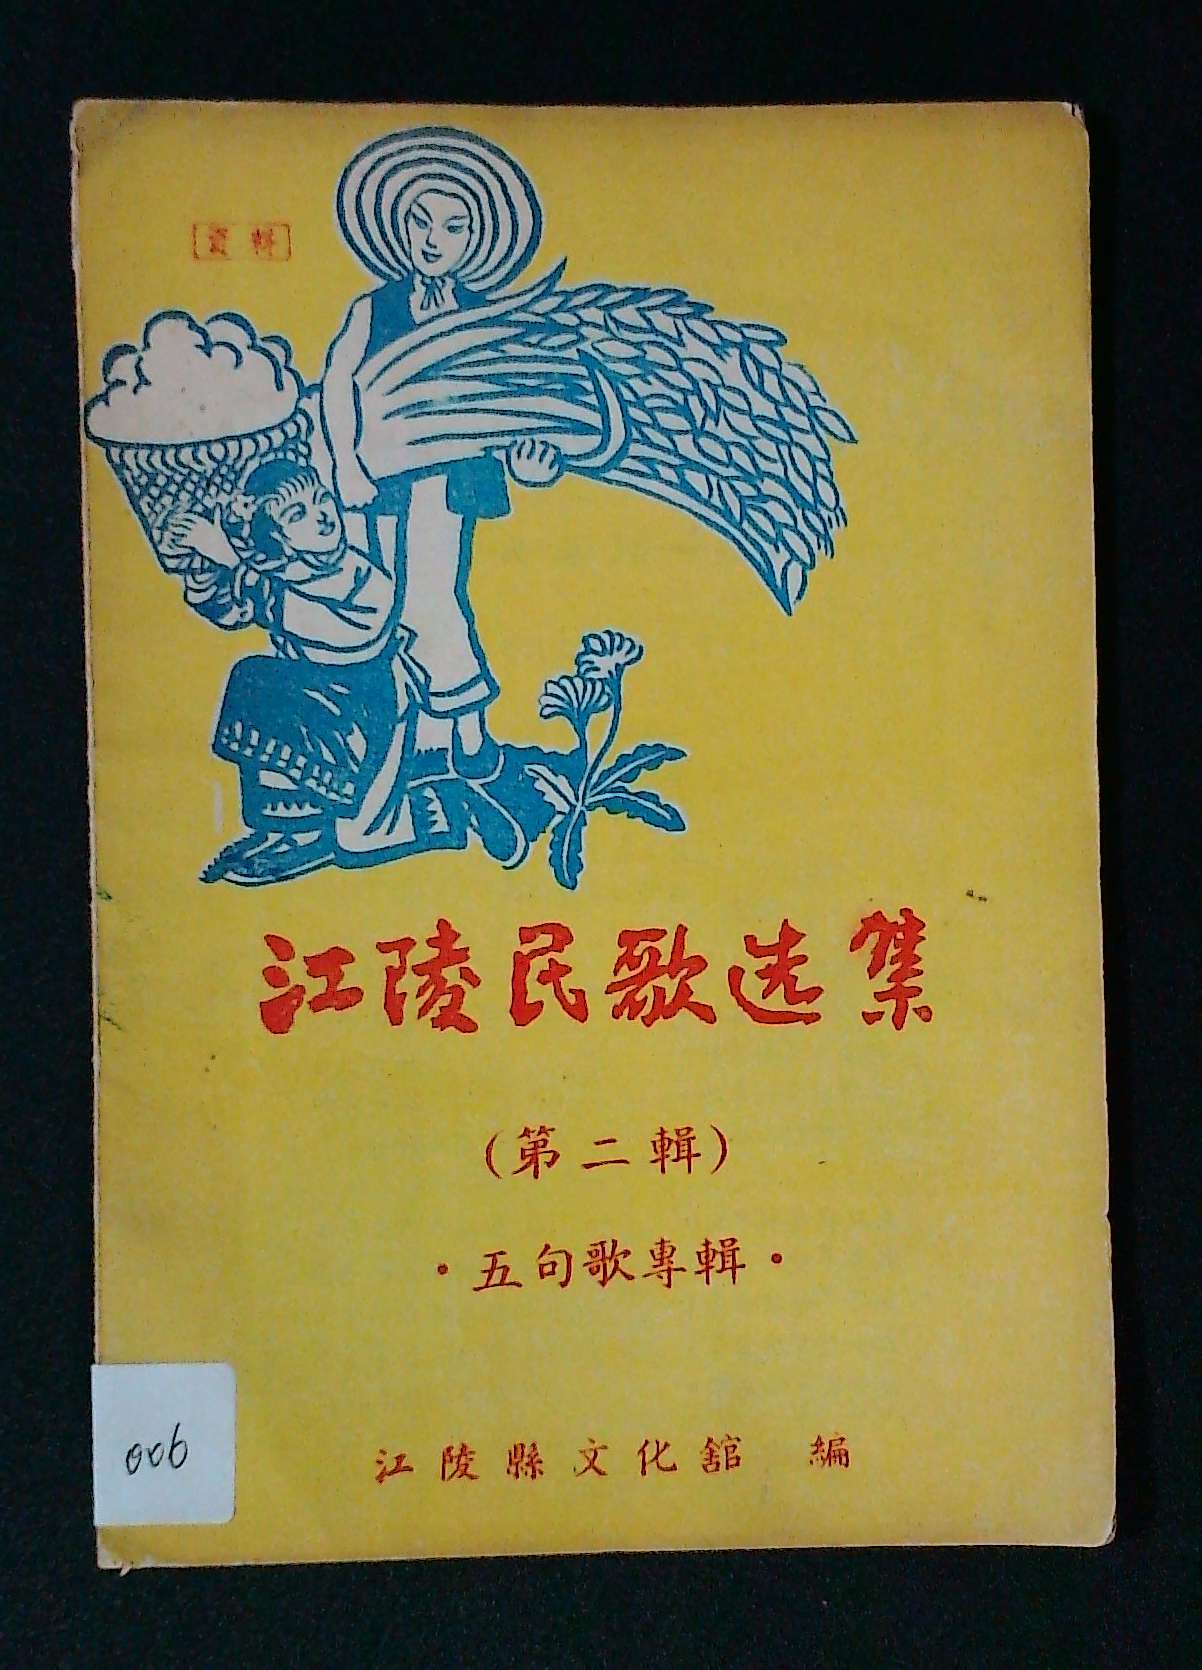 [資料]
江陵民歌选集
(第二輯)
·五句歌專輯·
江陵縣文化舘 編
006